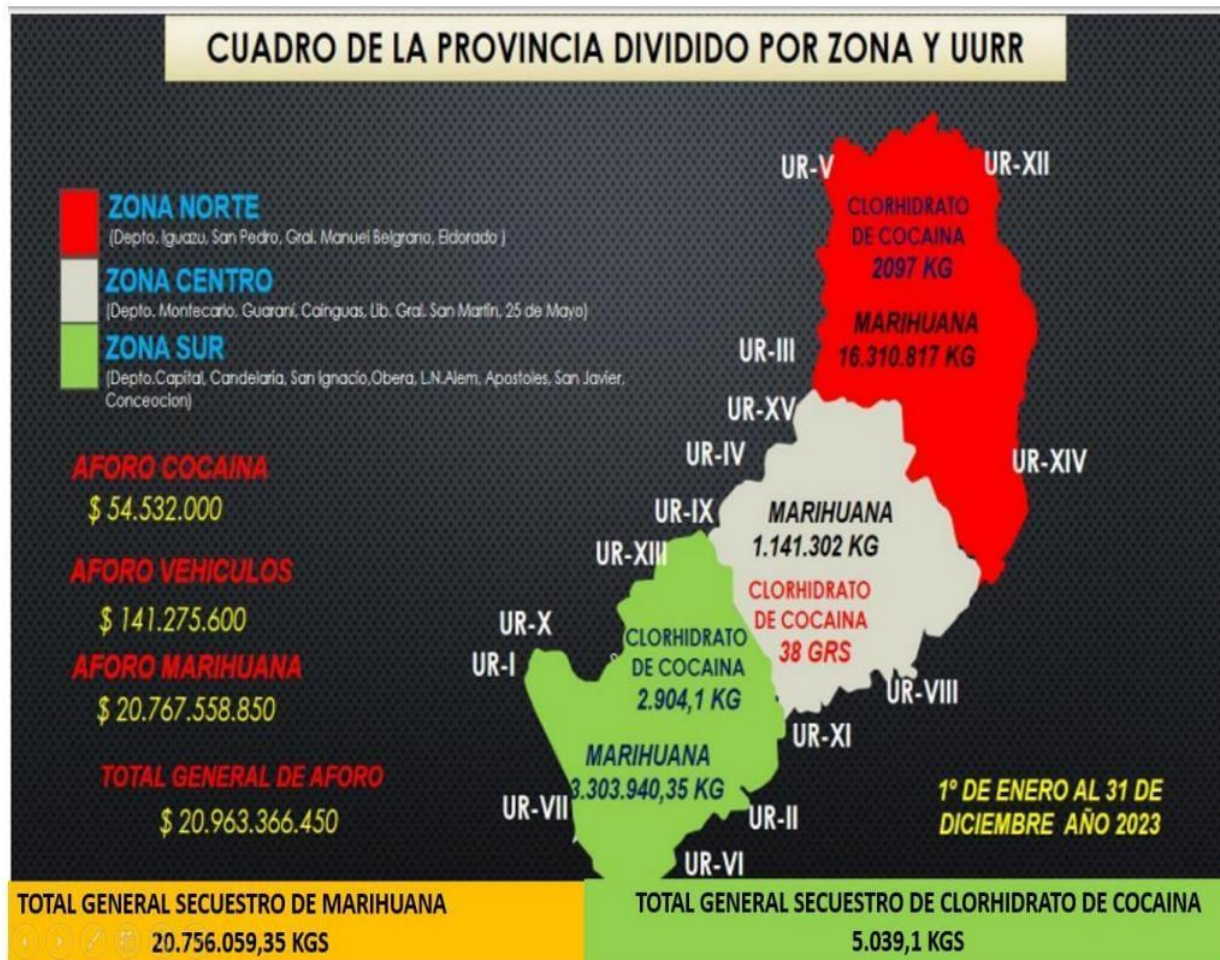 CUADRO DE LA PROVINCIA DIVIDIDO POR ZONA Y UURR
ZONA NORTE
(Depto. Iguazu, San Pedro, Gral. Manuel Belgrano, Eldorado )
ZONA CENTRO
(Depto. Montecarlo, Guaraní, Cainguas, Lib. Gral. San Martín, 25 de Mayo)
ZONA SUR
(Depto.Capital, Candelaria, San Ignacio,Obera, L.N.Alem, Apostoles, San Javier,
Conceocion)
AFORO COCAINA
$ 54.532.000
AFORO VEHICULOS
$ 141.275.600
AFORO MARIHUANA
$ 20.767.558.850
TOTAL GENERAL DE AFORO
$ 20.963.366.450
UR-V
UR-XII
CLORHIDRATO
DE COCAINA
2097 KG
MARIHUANA
16.310.817 KG
UR-III
UR-XV
UR-IV
UR-XIV
UR-IX
MARIHUANA
1.141.302 KG
UR-XIII
CLORHIDRATO
DE COCAINA
38 GRS
UR-X
UR-I
CLORHIDRATO
DE COCAINA
2.904,1 KG
UR-VIII
UR-XI
MARIHUANA
3.303.940,35 KG
UR-VII
UR-II
UR-VI
1º DE ENERO AL 31 DE
DICIEMBRE AÑO 2023
TOTAL GENERAL SECUESTRO DE MARIHUANA
20.756.059,35 KGS
TOTAL GENERAL SECUESTRO DE CLORHIDRATO DE COCAINA
5.039,1 KGS